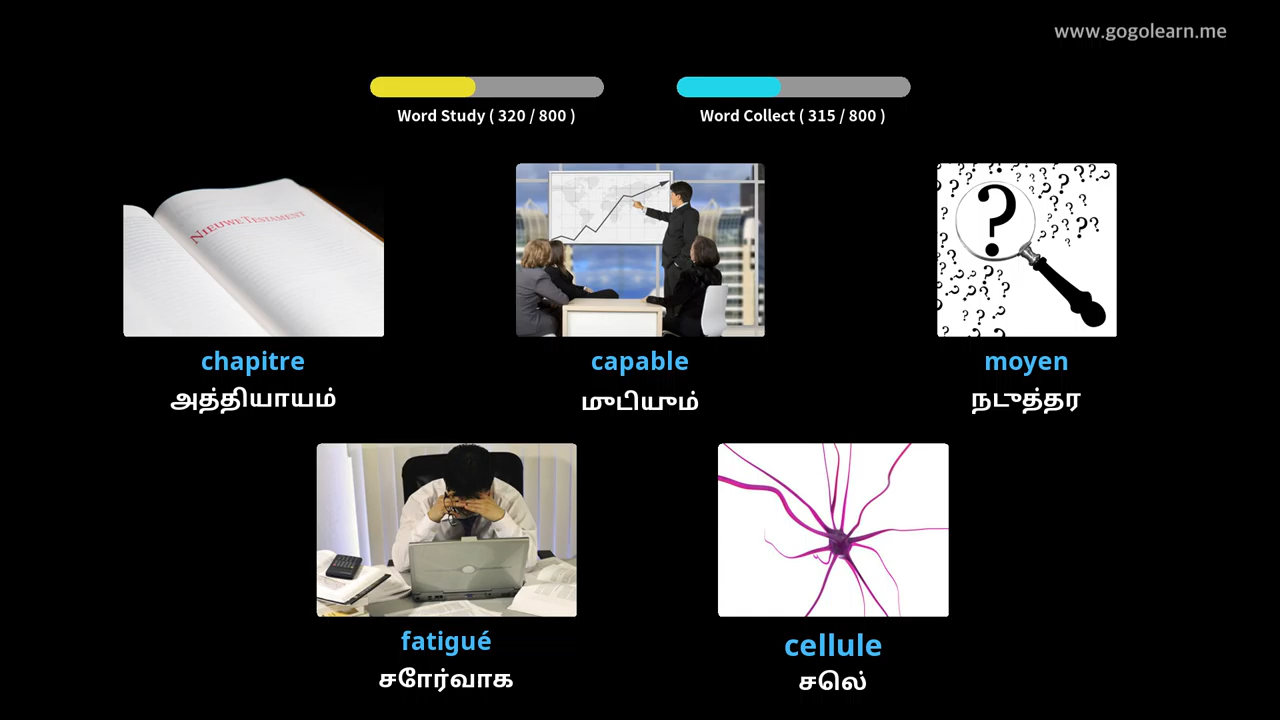 www.gogolearn.me
Word Study ( 320 / 800 )
Word Collect ( 315 / 800 )
NIEUWE TESTAMENT
chapitre
அத்தியாயம்
capable
முடியும்
moyen
நடுத்தர
fatigué
சாேர்வாக
cellule
சலெ்